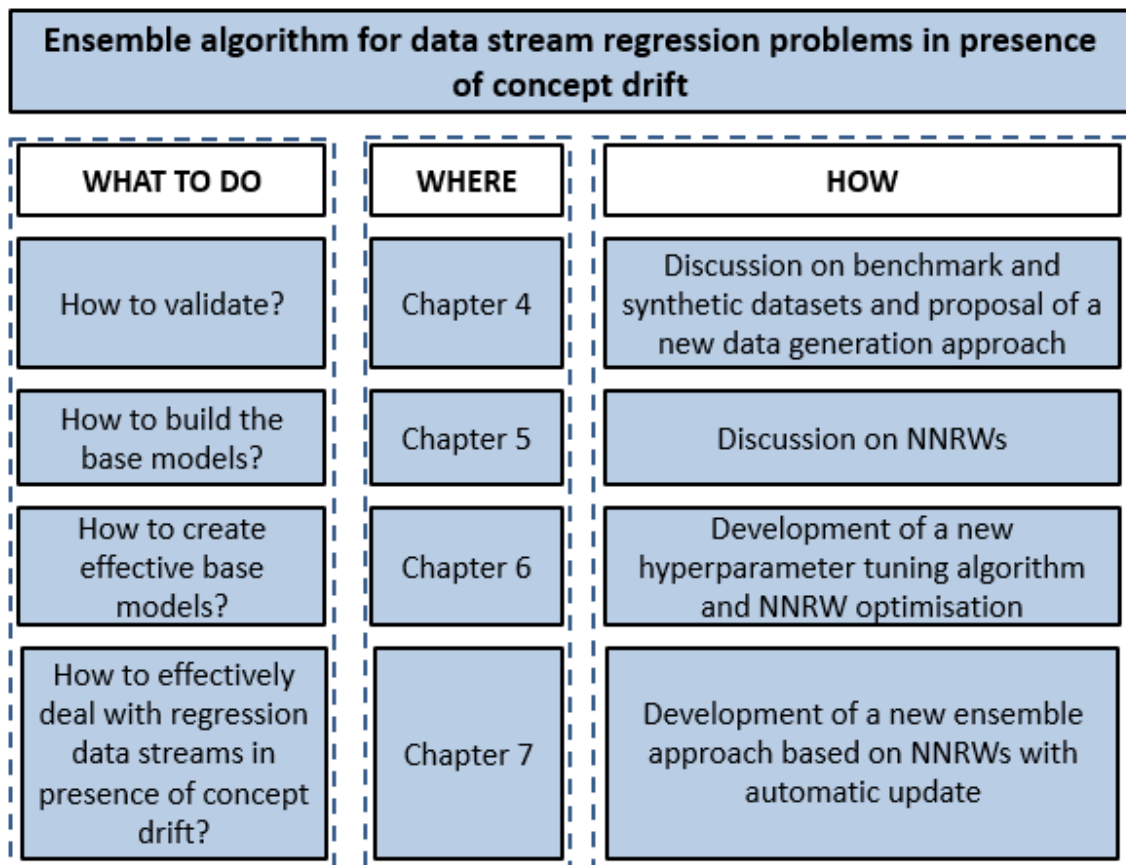 Ensemble algorithm for data stream regression problems in presence
of concept drift
WHAT TO DO
WHERE
HOW
How to validate?
Chapter 4
Discussion on benchmark and
synthetic datasets and proposal of a
new data generation approach
How to build the
base models?
Chapter 5
Discussion on NNRWs
How to create
effective base
models?
Chapter 6
Development of a new
hyperparameter tuning algorithm
and NNRW optimisation
How to effectively
deal with regression
data streams in
presence of concept
drift?
Chapter 7
Development of a new ensemble
approach based on NNRWs with
automatic update